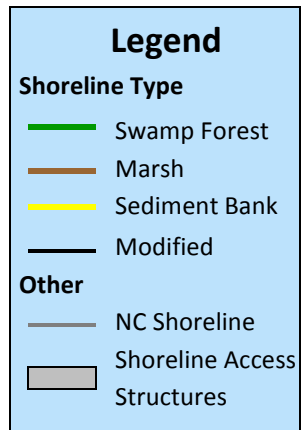 Legend
Shoreline Type
Swamp Forest
Marsh
Sediment Bank
Modified
Other
NC Shoreline
Shoreline Access
Structures